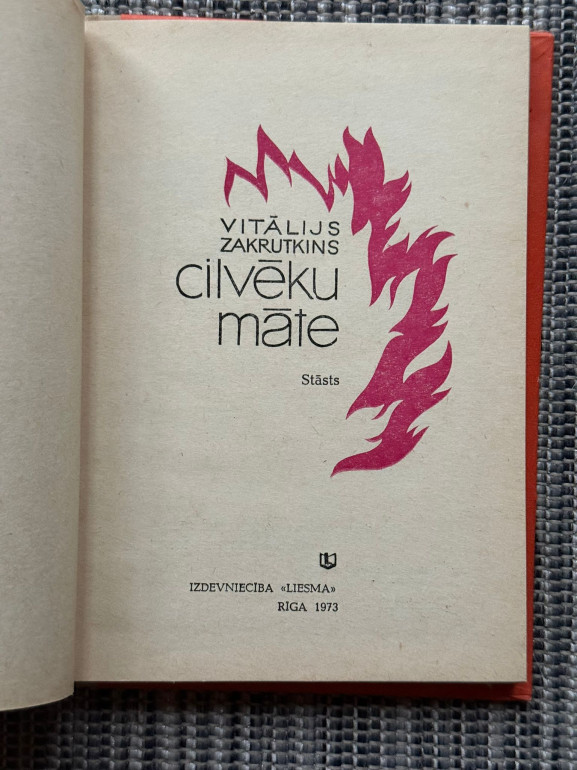 VITĀLIJS
ZAKRUTKINS
cilvēku
māte
Stāsts
IZDEVNIECĪBA «LIESMA»
RĪGA 1973